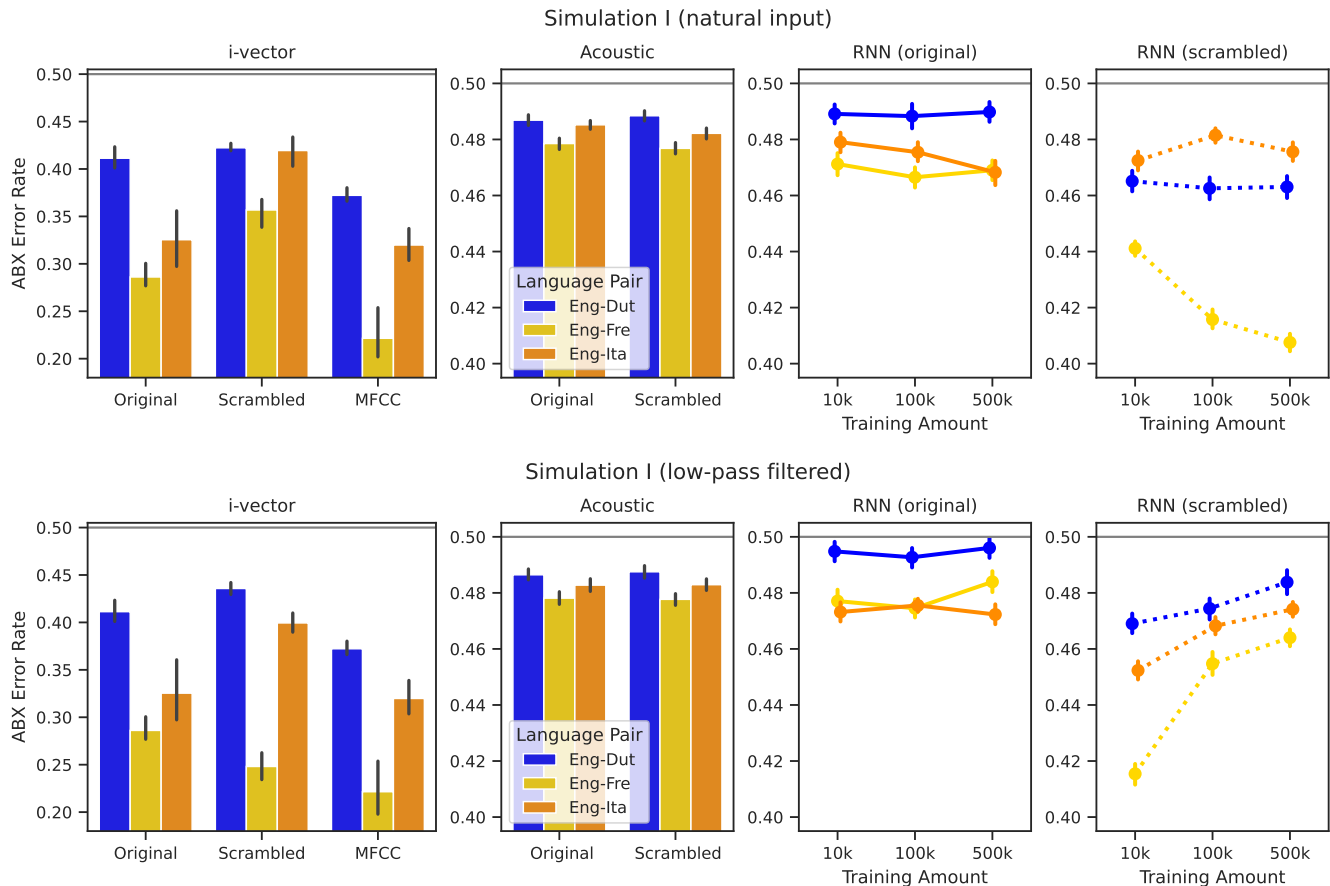 Simulation I (natural input)
i-vector
Acoustic
RNN (original)
RNN (scrambled)
ABX Error Rate
0.50
0.45
0.40
0.35
0.30
0.25
0.20
Original Scrambled MFCC
0.50
0.48
0.46
0.44
0.42
0.40
Language Pair
Eng-Dut
Eng-Fre
Eng-Ita
Original Scrambled
0.50
0.48
0.46
0.44
0.42
0.40
10k 100k 500k
Training Amount
0.50
0.48
0.46
0.44
0.42
0.40
10k 100k 500k
Training Amount
Simulation I (low-pass filtered)
i-vector
Acoustic
RNN (original)
RNN (scrambled)
ABX Error Rate
0.50
0.45
0.40
0.35
0.30
0.25
0.20
Original Scrambled MFCC
0.50
0.48
0.46
0.44
0.42
0.40
Language Pair
Eng-Dut
Eng-Fre
Eng-Ita
Original Scrambled
0.50
0.48
0.46
0.44
0.42
0.40
10k 100k 500k
Training Amount
0.50
0.48
0.46
0.44
0.42
0.40
10k 100k 500k
Training Amount